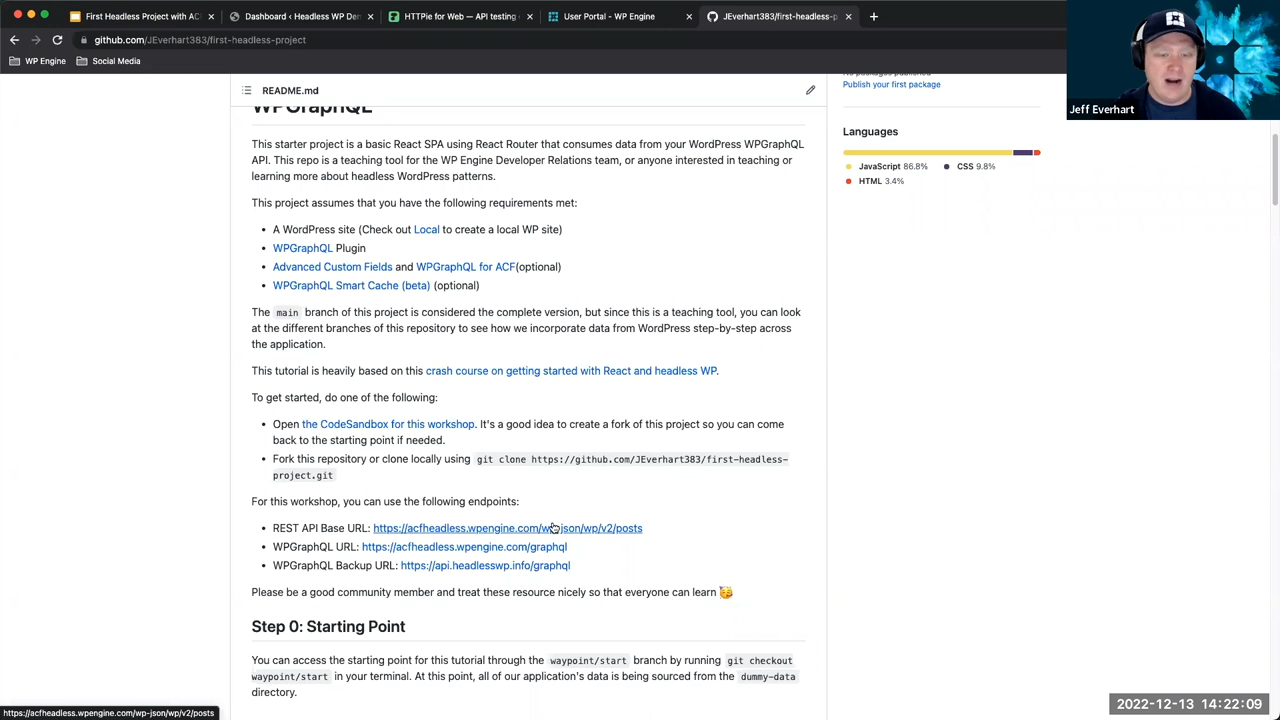 First Headless Project with AC
Dashboard ‹ Headless WP Den
HTTPie for Web — API testing
User Portal - WP Engine
JEverhart383/first-headless-p
github.com/JEverhart383/first-headless-project
WP Engine
Social Media
README.md
No packages published
Publish your first package
Jeff Everhart
WPGraphQL
Languages
This starter project is a basic React SPA using React Router that consumes data from your WordPress WPGraphQL
API. This repo is a teaching tool for the WP Engine Developer Relations team, or anyone interested in teaching or
learning more about headless WordPress patterns.
JavaScript 86.8%
CSS 9.8%
HTML 3.4%
This project assumes that you have the following requirements met:
• A WordPress site (Check out Local to create a local WP site)
• WPGraphQL Plugin
• Advanced Custom Fields and WPGraphQL for ACF(optional)
• WPGraphQL Smart Cache (beta) (optional)
The main branch of this project is considered the complete version, but since this is a teaching tool, you can look
at the different branches of this repository to see how we incorporate data from WordPress step-by-step across
the application.
This tutorial is heavily based on this crash course on getting started with React and headless WP.
To get started, do one of the following:
• Open the CodeSandbox for this workshop. It's a good idea to create a fork of this project so you can come
back to the starting point if needed.
• Fork this repository or clone locally using git clone https://github.com/JEverhart383/first-headless-
project.git
For this workshop, you can use the following endpoints:
• REST API Base URL: https://acfheadless.wpengine.com/wp-json/wp/v2/posts
• WPGraphQL URL: https://acfheadless.wpengine.com/graphql
• WPGraphQL Backup URL: https://api.headlesswp.info/graphql
Please be a good community member and treat these resource nicely so that everyone can learn 🥳
Step 0: Starting Point
You can access the starting point for this tutorial through the waypoint/start branch by running git checkout
waypoint/start in your terminal. At this point, all of our application's data is being sourced from the dummy-data
directory.
https://acfheadless.wpengine.com/wp-json/wp/v2/posts
2022-12-13 14:22:09